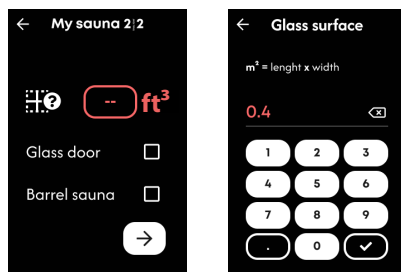 My sauna 2|2
? -- ft³
Glass door
Barrel sauna
Glass surface
m² = lenght x width
0.4
1 2 3
4 5 6
7 8 9
. 0